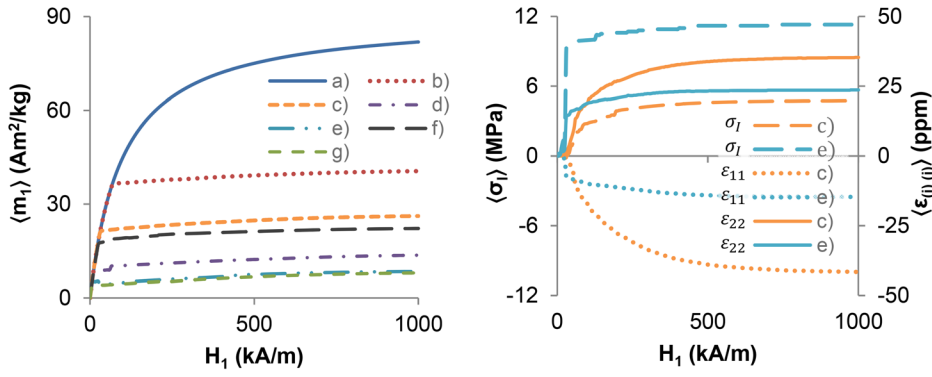 90
60
30
0
⟨m₁⟩ (Am²/kg)
a)
b)
c)
d)
e)
f)
g)
0
500
1000
H₁ (kA/m)
12
6
0
-6
-12
⟨σ_I⟩ (MPa)
σ_I c)
σ_I e)
ε₁₁ c)
ε₁₁ e)
ε₂₂ c)
ε₂₂ e)
50
25
0
-25
-50
⟨ε_(i)(i)⟩ (ppm)
0
500
1000
H₁ (kA/m)